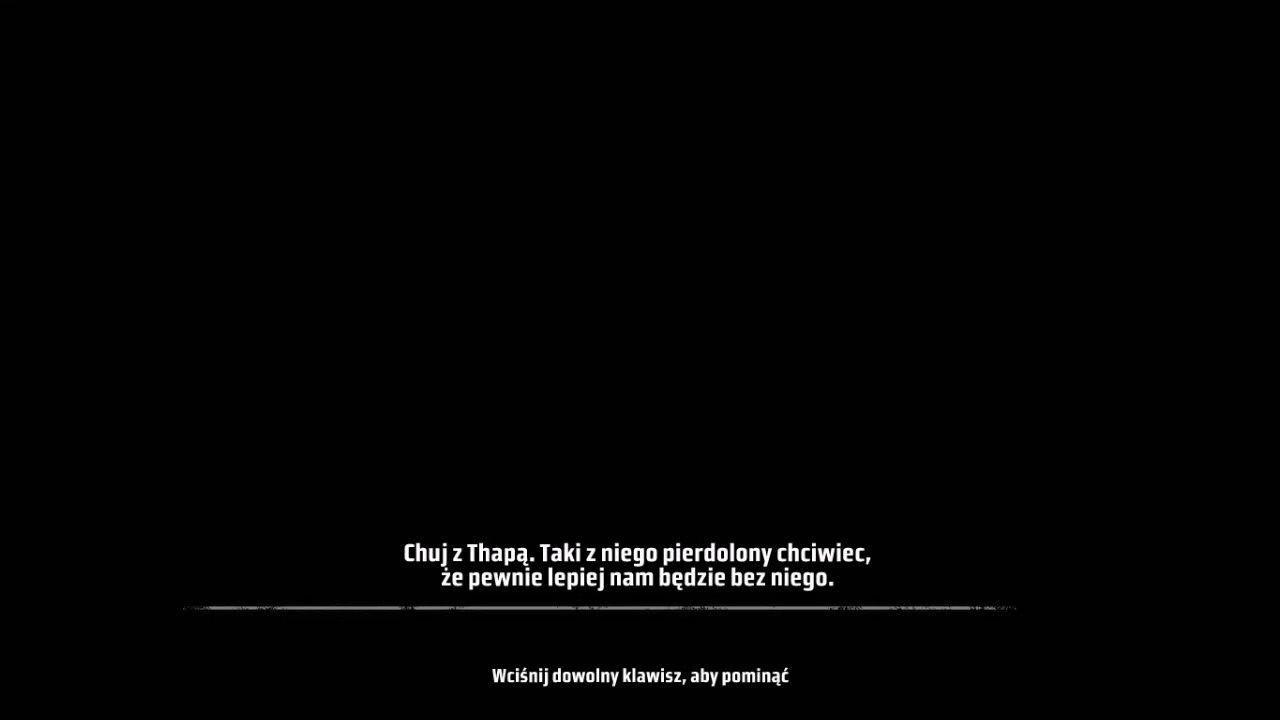 Chuj z Thapą. Taki z niego pierdolony chciwiec,
że pewnie lepiej nam będzie bez niego.
Wciśnij dowolny klawisz, aby pominąć